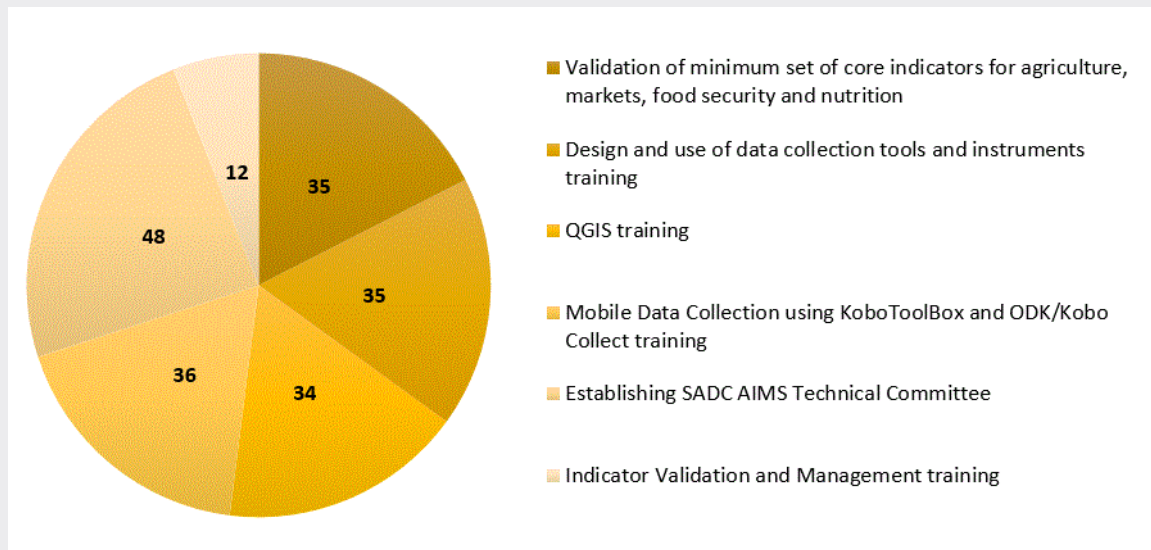 Validation of minimum set of core indicators for agriculture,
markets, food security and nutrition
12
35
Design and use of data collection tools and instruments
training
QGIS training
48
35
Mobile Data Collection using KoboToolBox and ODK/Kobo
Collect training
36
34
Establishing SADC AIMS Technical Committee
Indicator Validation and Management training